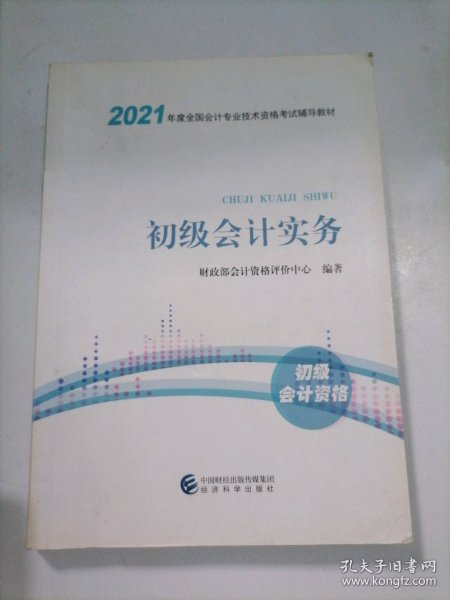 2021年度全国会计专业技术资格考试辅导教材
CHUJI KUAIJI SHIWU
初级会计实务
财政部会计资格评价中心 编著
初级
会计资格
中国财经出版传媒集团
经济科学出版社
孔夫子旧书网
www.kongfz.com